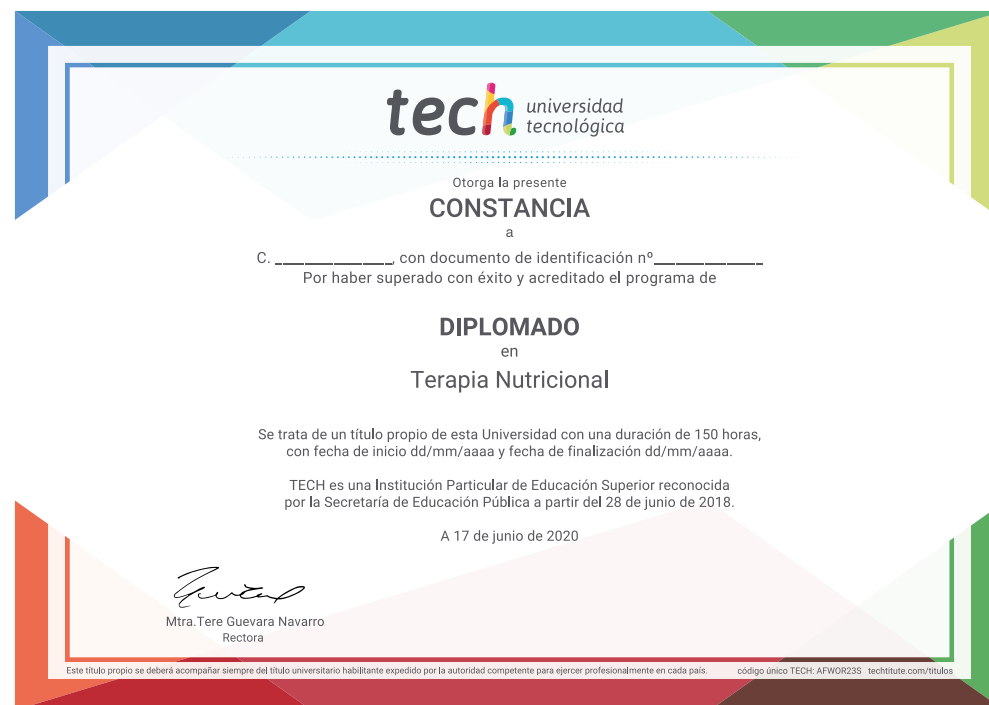 tech universidad
tecnológica
Otorga la presente
CONSTANCIA
a
C. ______________, con documento de identificación nº_____________
Por haber superado con éxito y acreditado el programa de
DIPLOMADO
en
Terapia Nutricional
Se trata de un título propio de esta Universidad con una duración de 150 horas,
con fecha de inicio dd/mm/aaaa y fecha de finalización dd/mm/aaaa.
TECH es una Institución Particular de Educación Superior reconocida
por la Secretaría de Educación Pública a partir del 28 de junio de 2018.
A 17 de junio de 2020
Mtra.Tere Guevara Navarro
Rectora
Este título propio se deberá acompañar siempre del título universitario habilitante expedido por la autoridad competente para ejercer profesionalmente en cada país. código único TECH: AFWOR23S techtitute.com/titulos